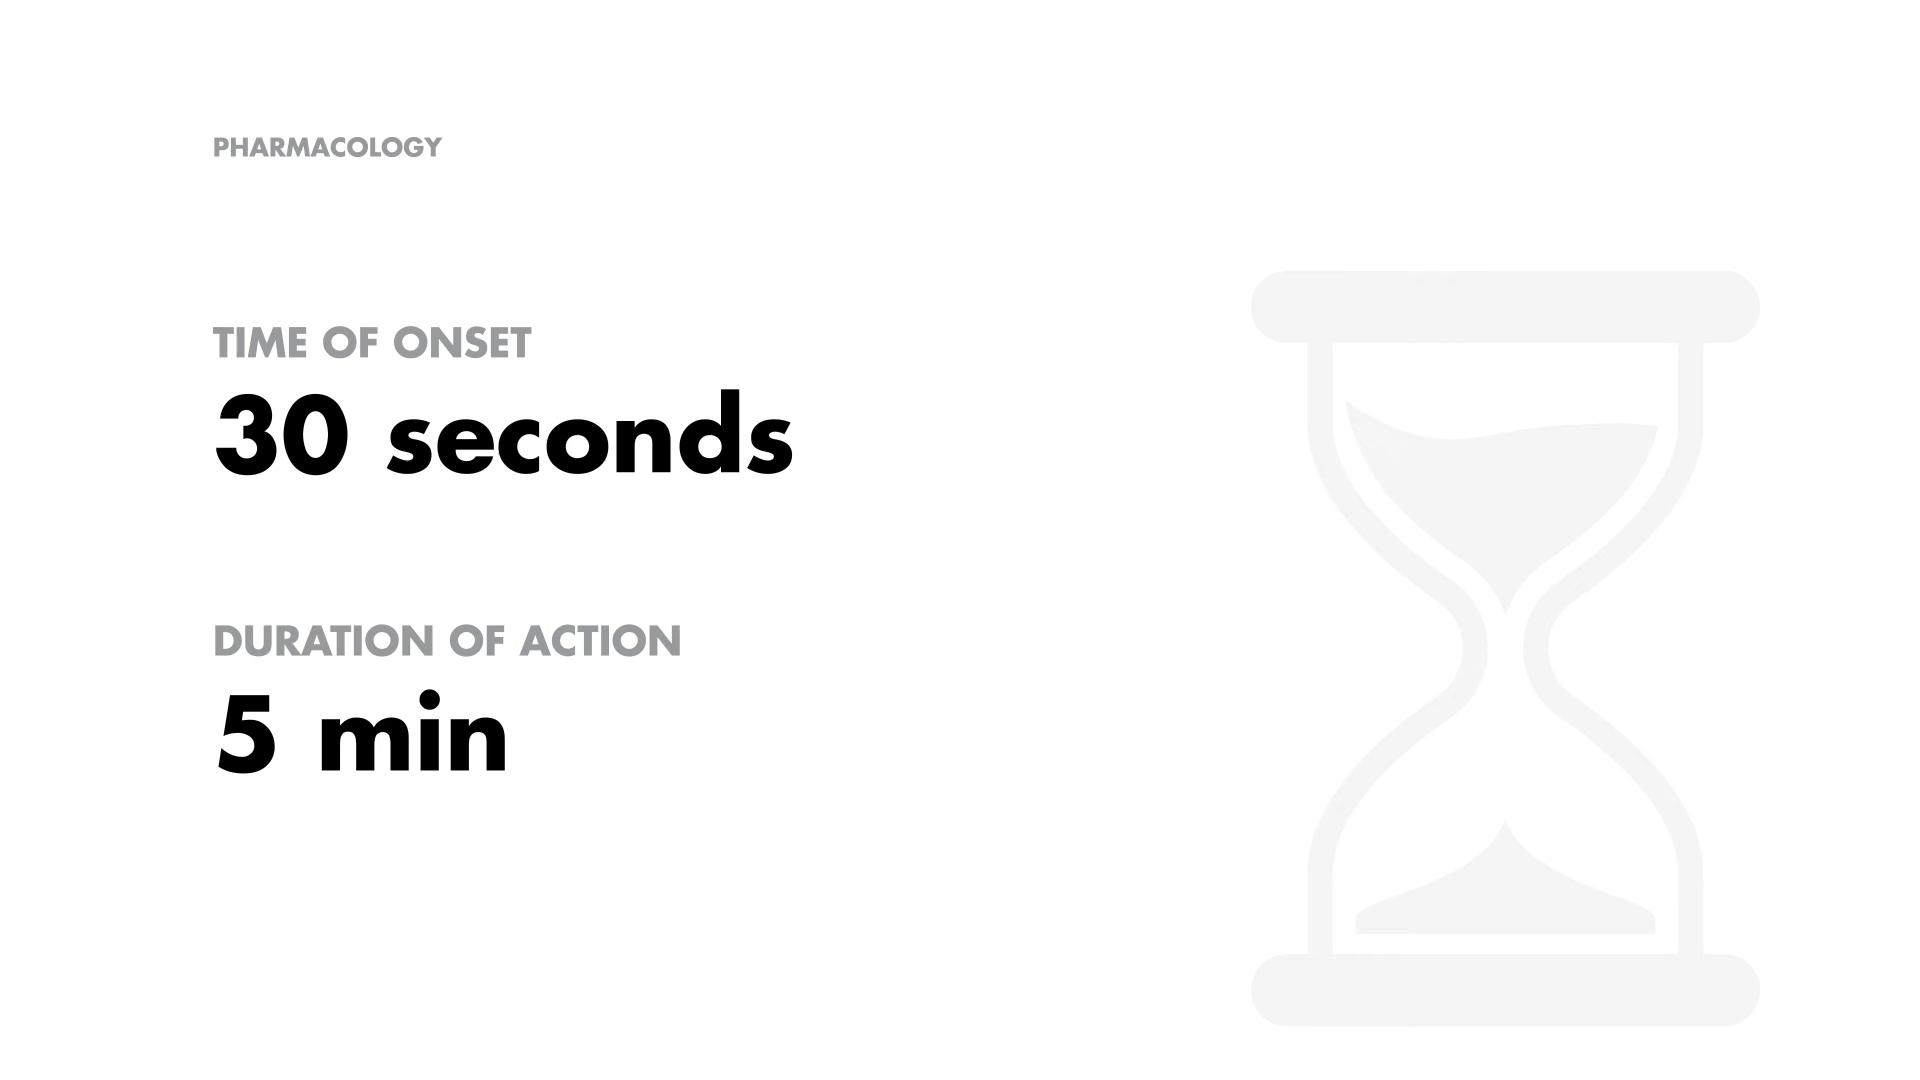 PHARMACOLOGY
TIME OF ONSET
30 seconds
DURATION OF ACTION
5 min